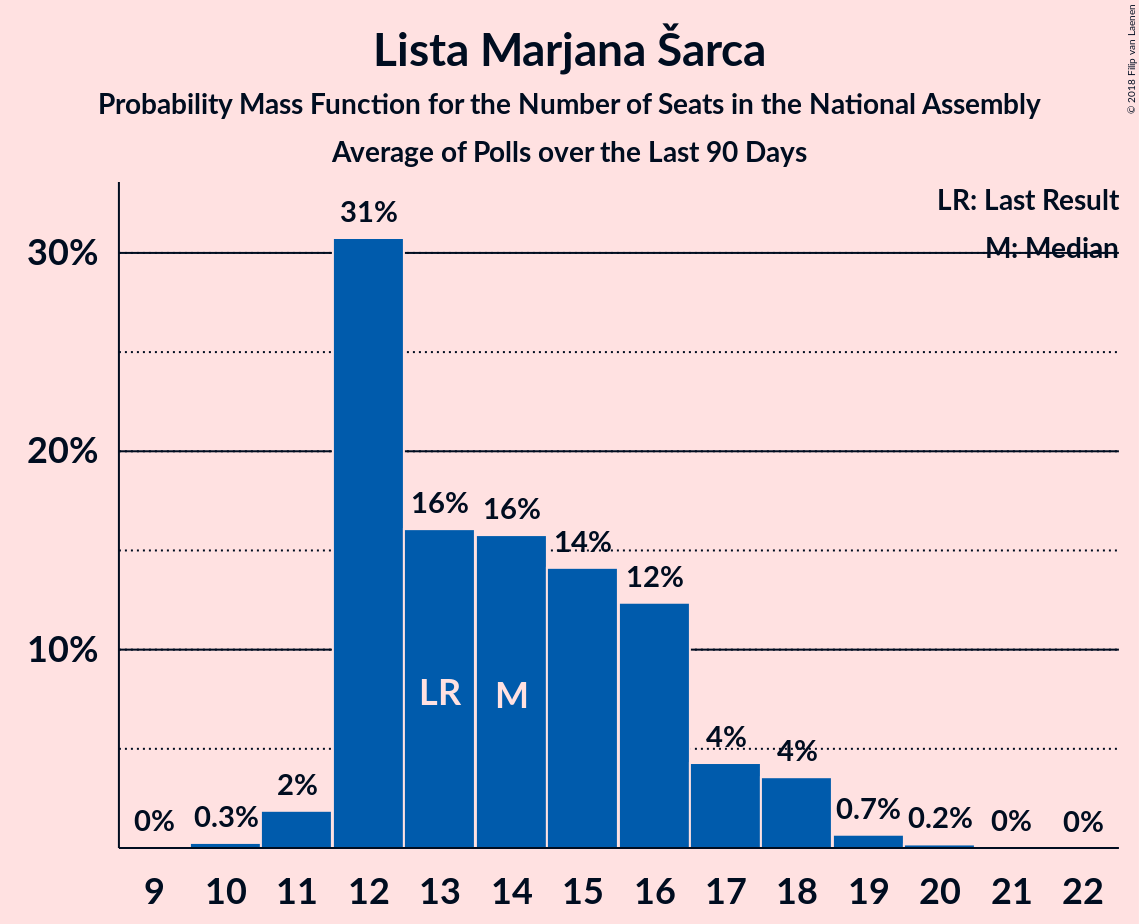 Lista Marjana Šarca
Probability Mass Function for the Number of Seats in the National Assembly
Average of Polls over the Last 90 Days
© 2018 Filip van Laenen
LR: Last Result
M: Median
30%
20%
10%
0%
0.3%
2%
31%
16%
16%
14%
12%
4%
4%
0.7%
0.2%
0%
0%
LR
M
9 10 11 12 13 14 15 16 17 18 19 20 21 22